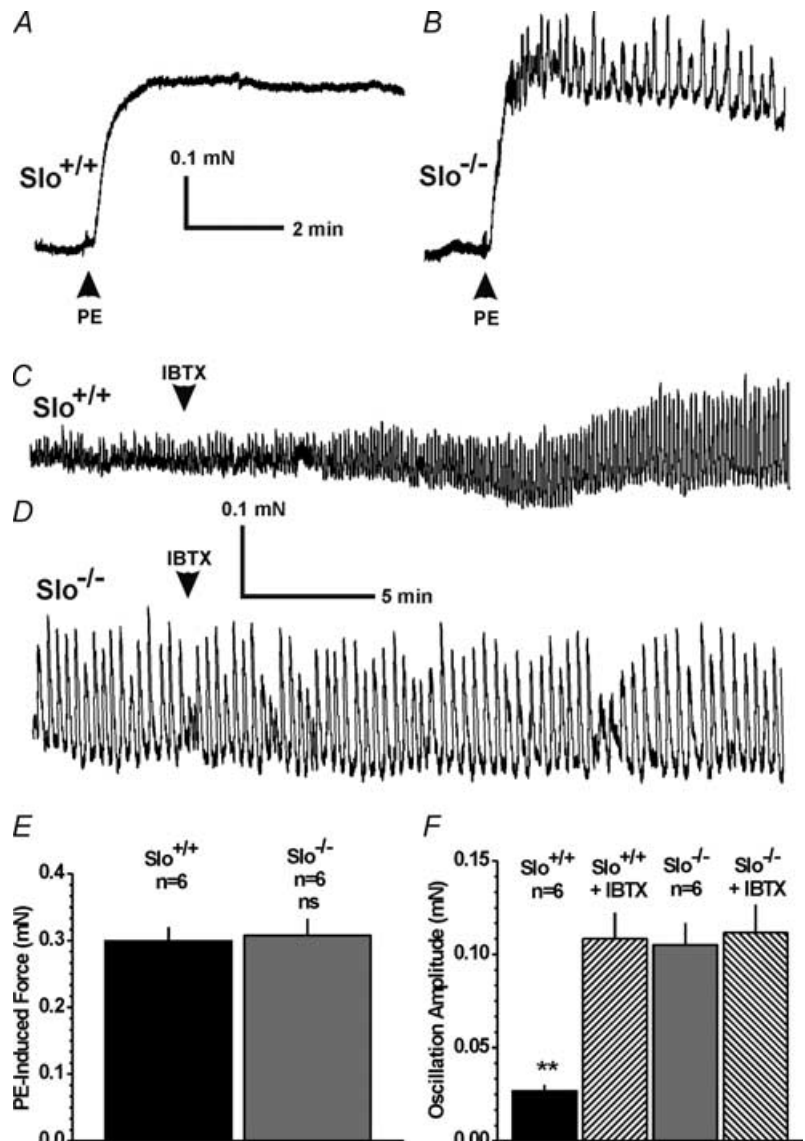 A
Slo+/+
0.1 mN
2 min
PE
B
Slo-/-
PE
C
IBTX
Slo+/+
D
0.1 mN
5 min
IBTX
Slo-/-
E
Slo+/+
n=6
Slo-/-
n=6
ns
PE-Induced Force (mN)
0.4
0.3
0.3
0.1
0.0
F
Slo+/+
n=6
Slo+/+
+ IBTX
Slo-/-
n=6
Slo-/-
+ IBTX
Oscillation Amplitude (mN)
0.15
0.10
0.05
0.00
**